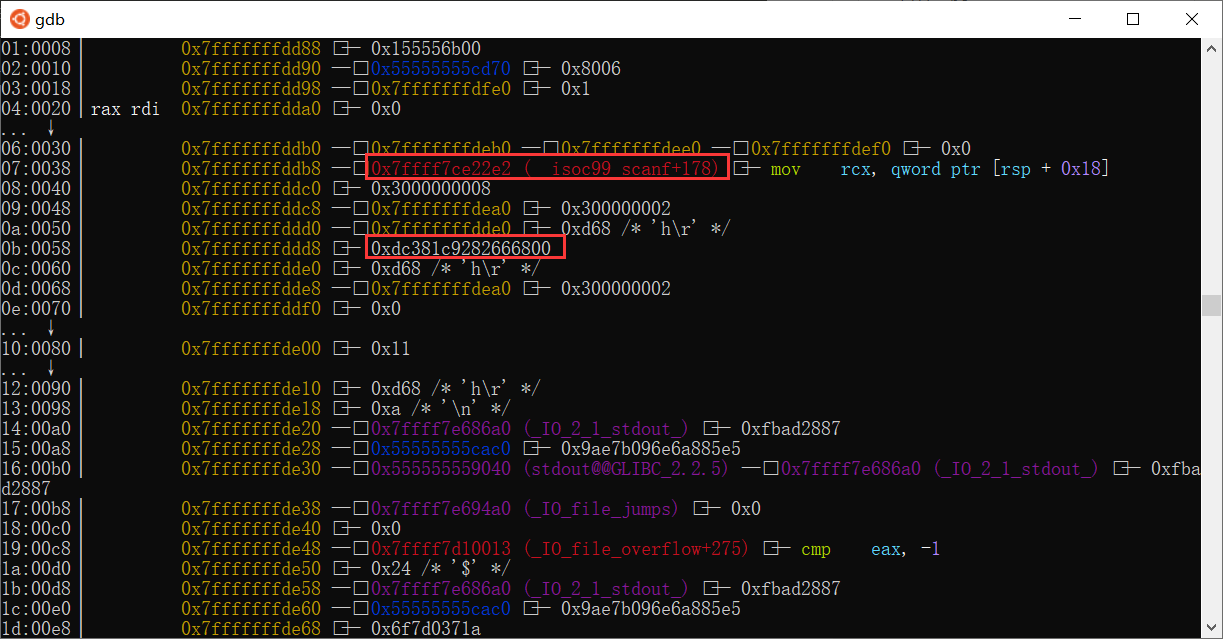 gdb
01:0008│ 0x7fffffffdd88 ◂— 0x155556b00
02:0010│ 0x7fffffffdd90 —▸ 0x55555555cd70 ◂— 0x8006
03:0018│ 0x7fffffffdd98 —▸ 0x7fffffffdfe0 ◂— 0x1
04:0020│ rax rdi 0x7fffffffdda0 ◂— 0x0
... ↓
06:0030│ 0x7fffffffddb0 —▸ 0x7fffffffdeb0 —▸ 0x7fffffffdee0 —▸ 0x7fffffffdef0 ◂— 0x0
07:0038│ 0x7fffffffddb8 —▸ 0x7ffff7ce22e2 (__isoc99_scanf+178) ◂— mov rcx, qword ptr [rsp + 0x18]
08:0040│ 0x7fffffffddc0 ◂— 0x3000000008
09:0048│ 0x7fffffffddc8 —▸ 0x7fffffffdea0 ◂— 0x300000002
0a:0050│ 0x7fffffffddd0 —▸ 0x7fffffffdde0 ◂— 0xd68 /* 'h\r' */
0b:0058│ 0x7fffffffddd8 ◂— 0xdc381c9282666800
0c:0060│ 0x7fffffffdde0 ◂— 0xd68 /* 'h\r' */
0d:0068│ 0x7fffffffdde8 —▸ 0x7fffffffdea0 ◂— 0x300000002
0e:0070│ 0x7fffffffddf0 ◂— 0x0
... ↓
10:0080│ 0x7fffffffde00 ◂— 0x11
... ↓
12:0090│ 0x7fffffffde10 ◂— 0xd68 /* 'h\r' */
13:0098│ 0x7fffffffde18 ◂— 0xa /* '\n' */
14:00a0│ 0x7fffffffde20 —▸ 0x7ffff7e686a0 (_IO_2_1_stdout_) ◂— 0xfbad2887
15:00a8│ 0x7fffffffde28 —▸ 0x55555555cac0 ◂— 0x9ae7b096e6a885e5
16:00b0│ 0x7fffffffde30 —▸ 0x555555559040 (stdout@@GLIBC_2.2.5) —▸ 0x7ffff7e686a0 (_IO_2_1_stdout_) ◂— 0xfba
d2887
17:00b8│ 0x7fffffffde38 —▸ 0x7ffff7e694a0 (_IO_file_jumps) ◂— 0x0
18:00c0│ 0x7fffffffde40 ◂— 0x0
19:00c8│ 0x7fffffffde48 —▸ 0x7ffff7d10013 (_IO_file_overflow+275) ◂— cmp eax, -1
1a:00d0│ 0x7fffffffde50 ◂— 0x24 /* '$' */
1b:00d8│ 0x7fffffffde58 —▸ 0x7ffff7e686a0 (_IO_2_1_stdout_) ◂— 0xfbad2887
1c:00e0│ 0x7fffffffde60 —▸ 0x55555555cac0 ◂— 0x9ae7b096e6a885e5
1d:00e8│ 0x7fffffffde68 ◂— 0x6f7d0371a